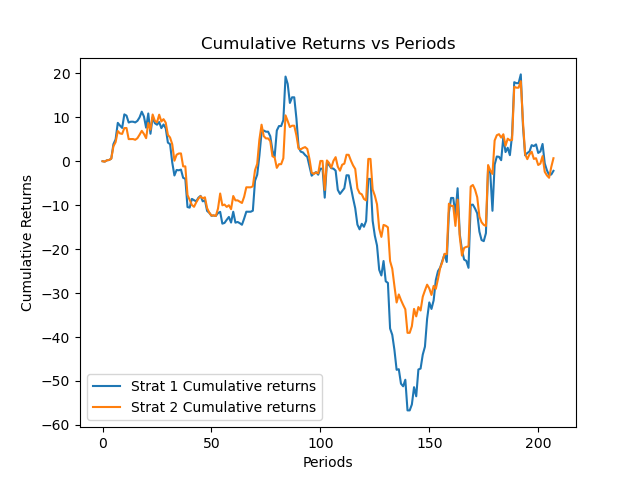 Cumulative Returns vs Periods
Cumulative Returns
20
10
0
−10
−20
−30
−40
−50
−60
Strat 1 Cumulative returns
Strat 2 Cumulative returns
0
50
100
150
200
Periods